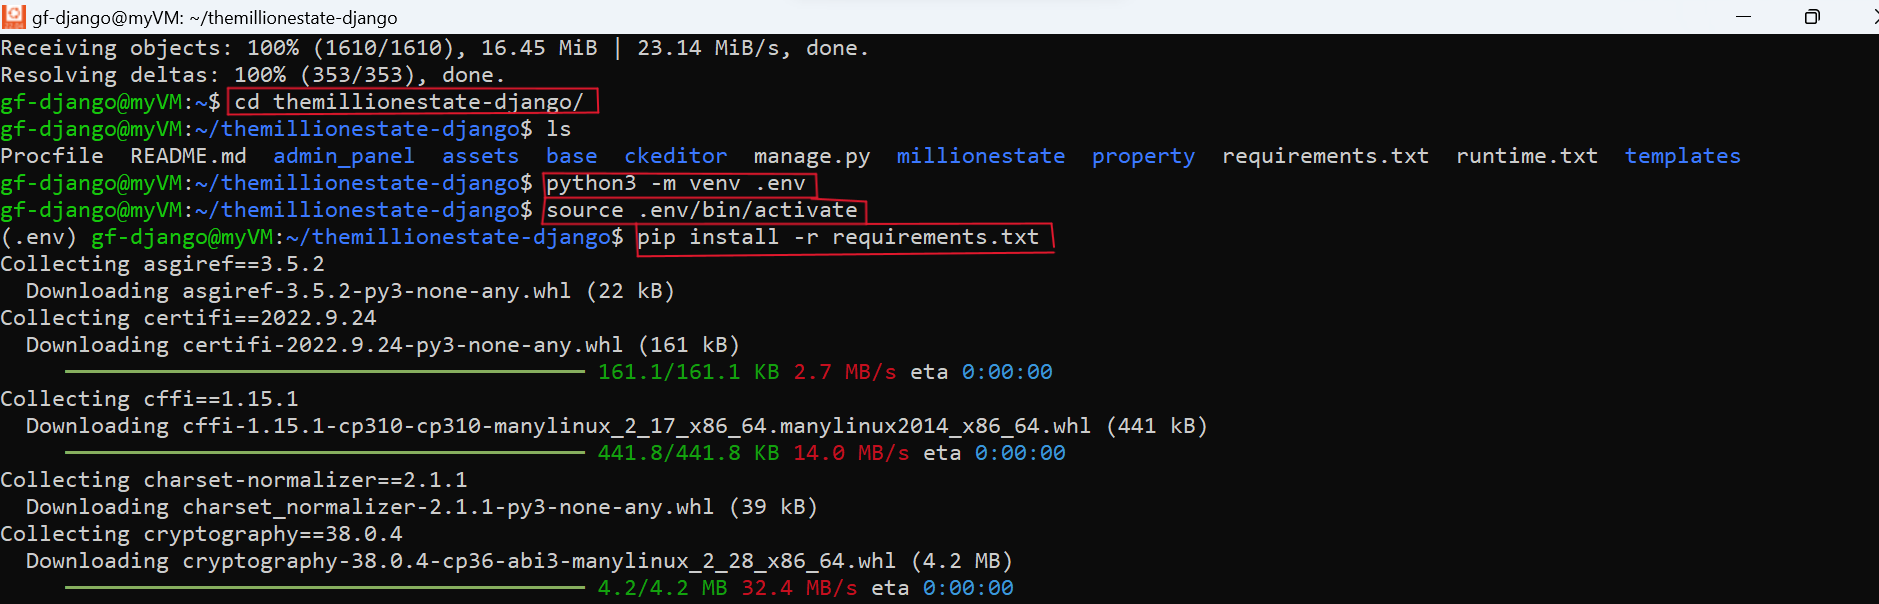 gf-django@myVM: ~/themillionestate-django
Receiving objects: 100% (1610/1610), 16.45 MiB | 23.14 MiB/s, done.
Resolving deltas: 100% (353/353), done.
gf-django@myVM:~$ cd themillionestate-django/
gf-django@myVM:~/themillionestate-django$ ls
Procfile README.md admin_panel assets base ckeditor manage.py millionestate property requirements.txt runtime.txt templates
gf-django@myVM:~/themillionestate-django$ python3 -m venv .env
gf-django@myVM:~/themillionestate-django$ source .env/bin/activate
(.env) gf-django@myVM:~/themillionestate-django$ pip install -r requirements.txt
Collecting asgiref==3.5.2
Downloading asgiref-3.5.2-py3-none-any.whl (22 kB)
Collecting certifi==2022.9.24
Downloading certifi-2022.9.24-py3-none-any.whl (161 kB)
161.1/161.1 KB 2.7 MB/s eta 0:00:00
Collecting cffi==1.15.1
Downloading cffi-1.15.1-cp310-cp310-manylinux_2_17_x86_64.manylinux2014_x86_64.whl (441 kB)
441.8/441.8 KB 14.0 MB/s eta 0:00:00
Collecting charset-normalizer==2.1.1
Downloading charset_normalizer-2.1.1-py3-none-any.whl (39 kB)
Collecting cryptography==38.0.4
Downloading cryptography-38.0.4-cp36-abi3-manylinux_2_28_x86_64.whl (4.2 MB)
4.2/4.2 MB 32.4 MB/s eta 0:00:00